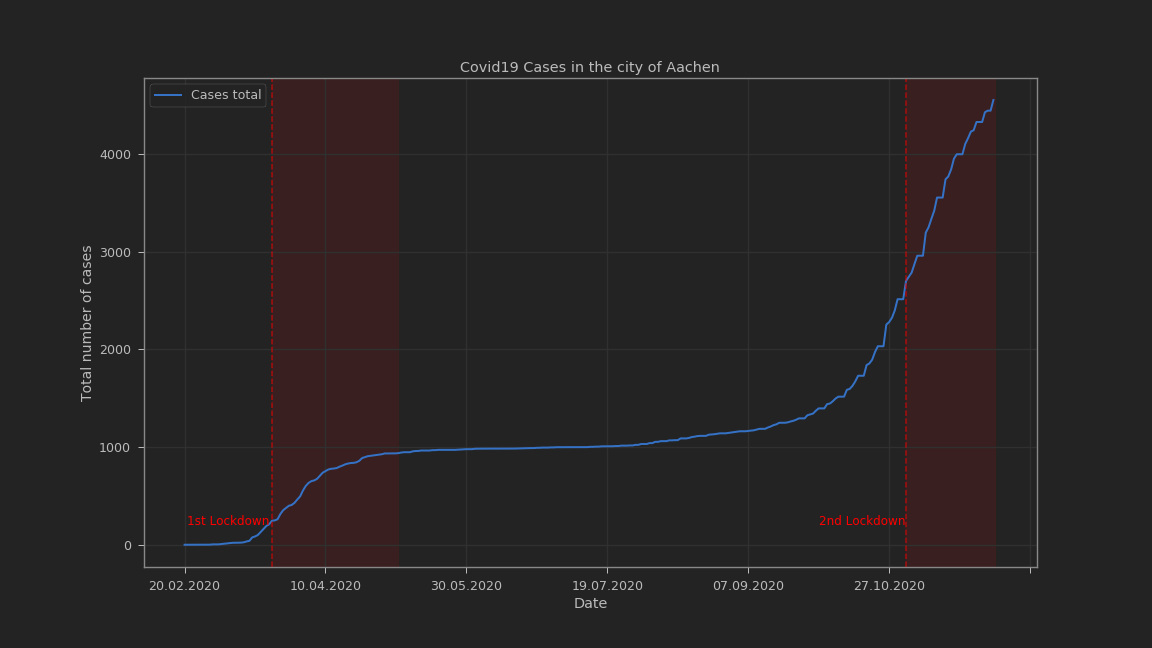 Covid19 Cases in the city of Aachen
Cases total
Total number of cases
4000
3000
2000
1000
0
1st Lockdown
2nd Lockdown
20.02.2020 10.04.2020 30.05.2020 19.07.2020 07.09.2020 27.10.2020
Date